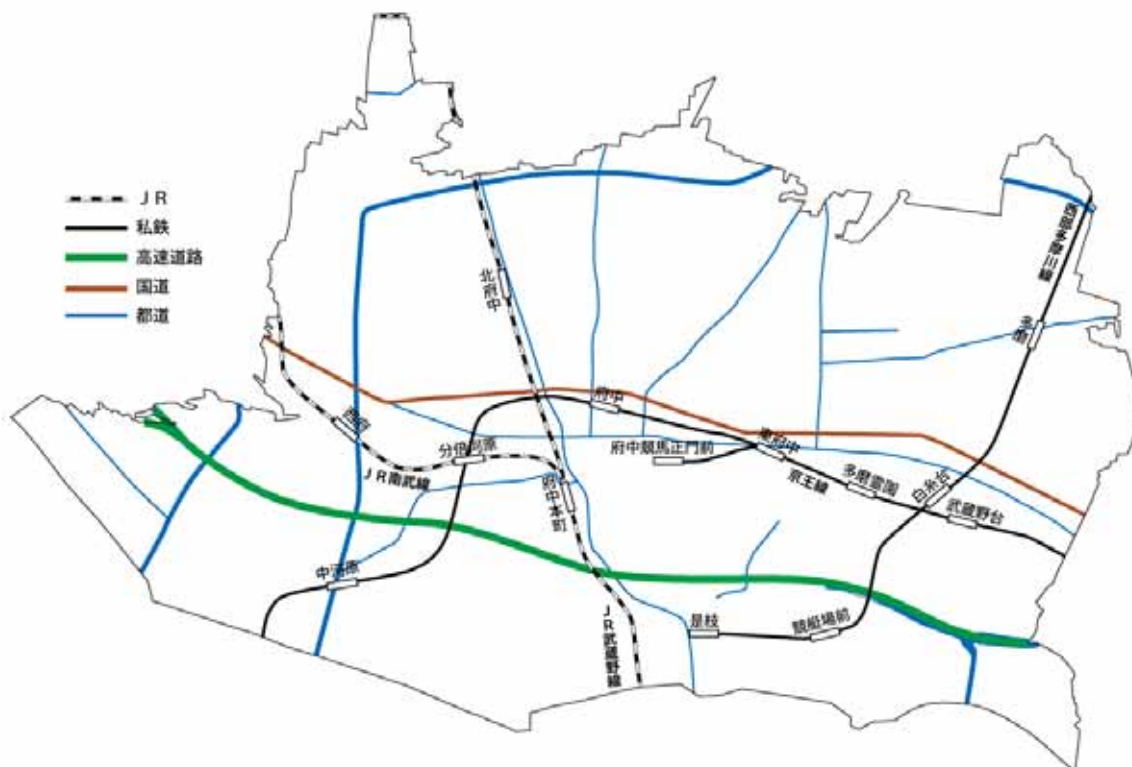 JR
私鉄
高速道路
国道
都道
西武多摩川線
北府中
多磨
府中
西府
分倍河原
JR南武線
府中競馬正門前
東府中
京王線
多磨霊園
白糸台
武蔵野台
府中本町
中河原
是枝
競艇場前
JR武蔵野線